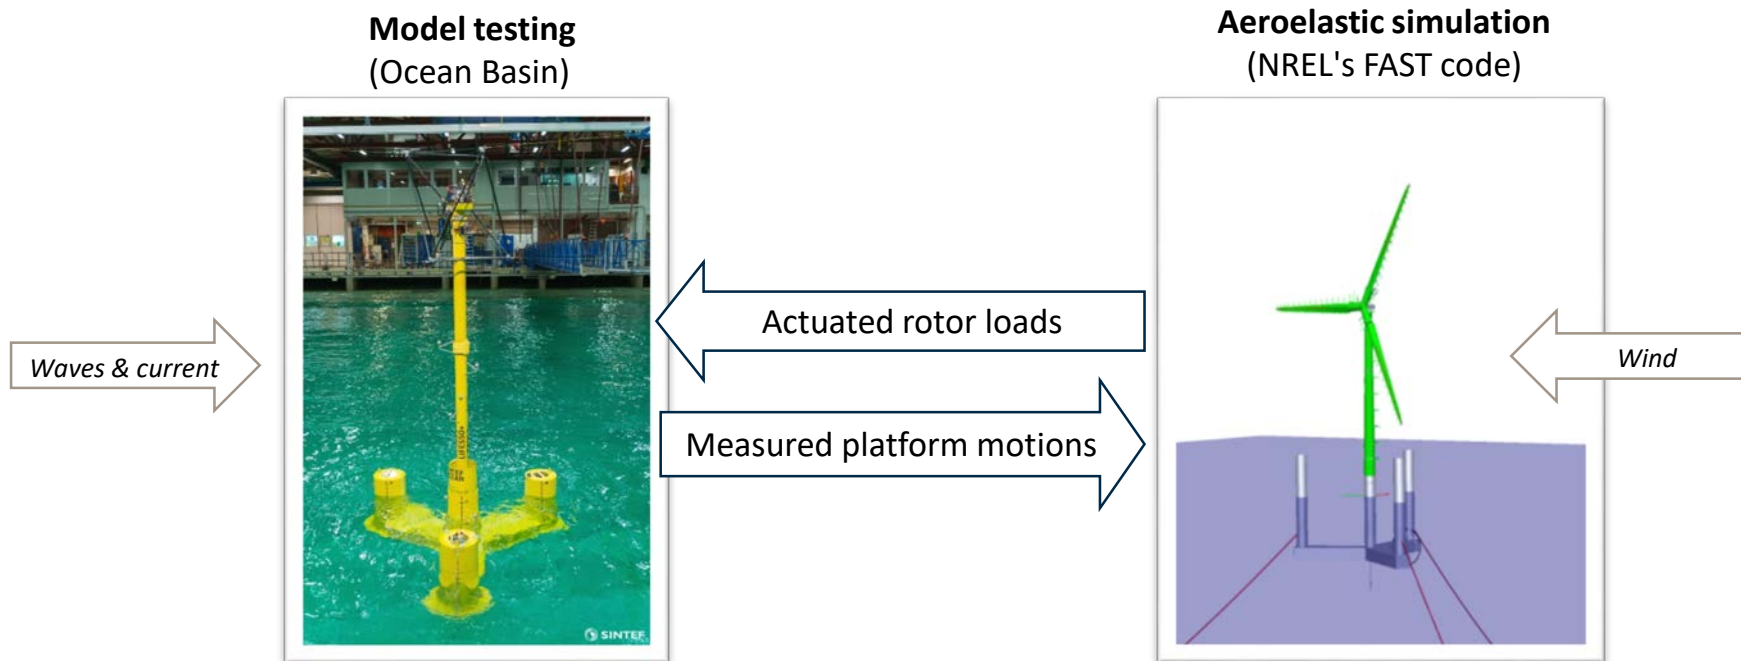 Model testing
(Ocean Basin)
Aeroelastic simulation
(NREL's FAST code)
Actuated rotor loads
Waves & current
Wind
Measured platform motions
LIFES50+
SINTEF